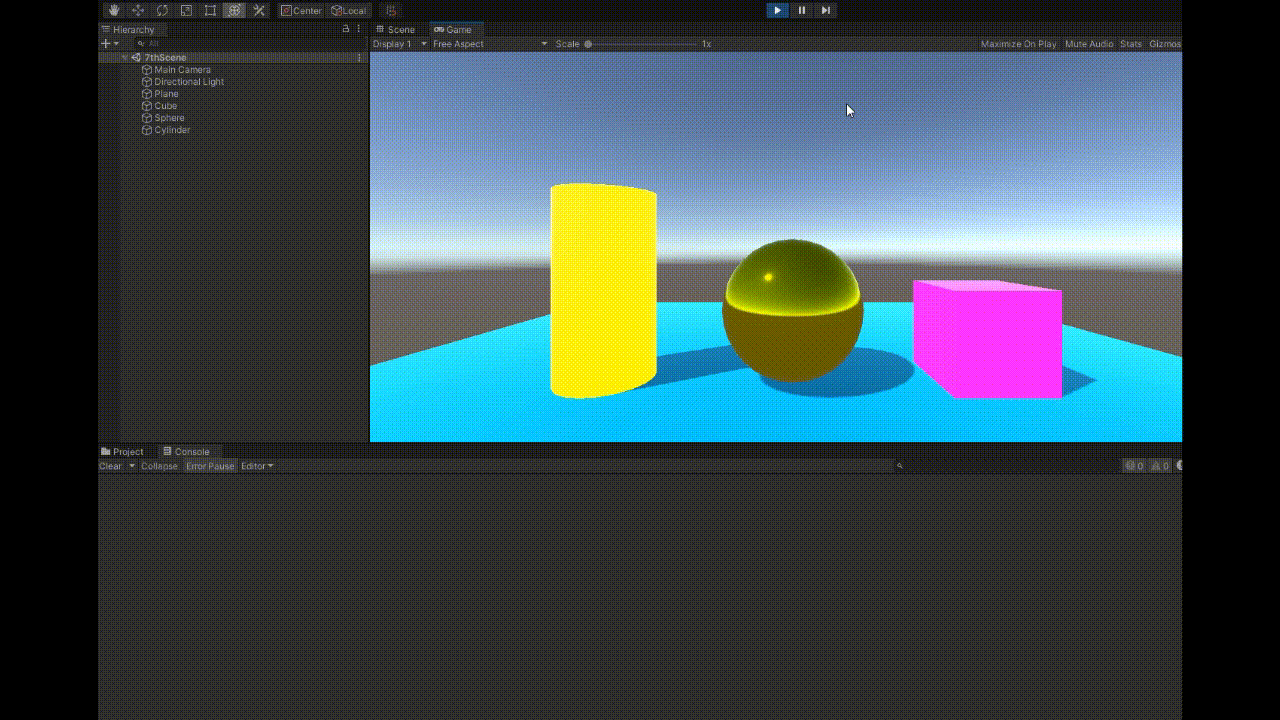 Center Local
Hierarchy
Scene Game
All
Display 1 Free Aspect Scale 1x Maximize On Play Mute Audio Stats Gizmos
7thScene
Main Camera
Directional Light
Plane
Cube
Sphere
Cylinder
Project Console
Clear Collapse Error Pause Editor 0 0